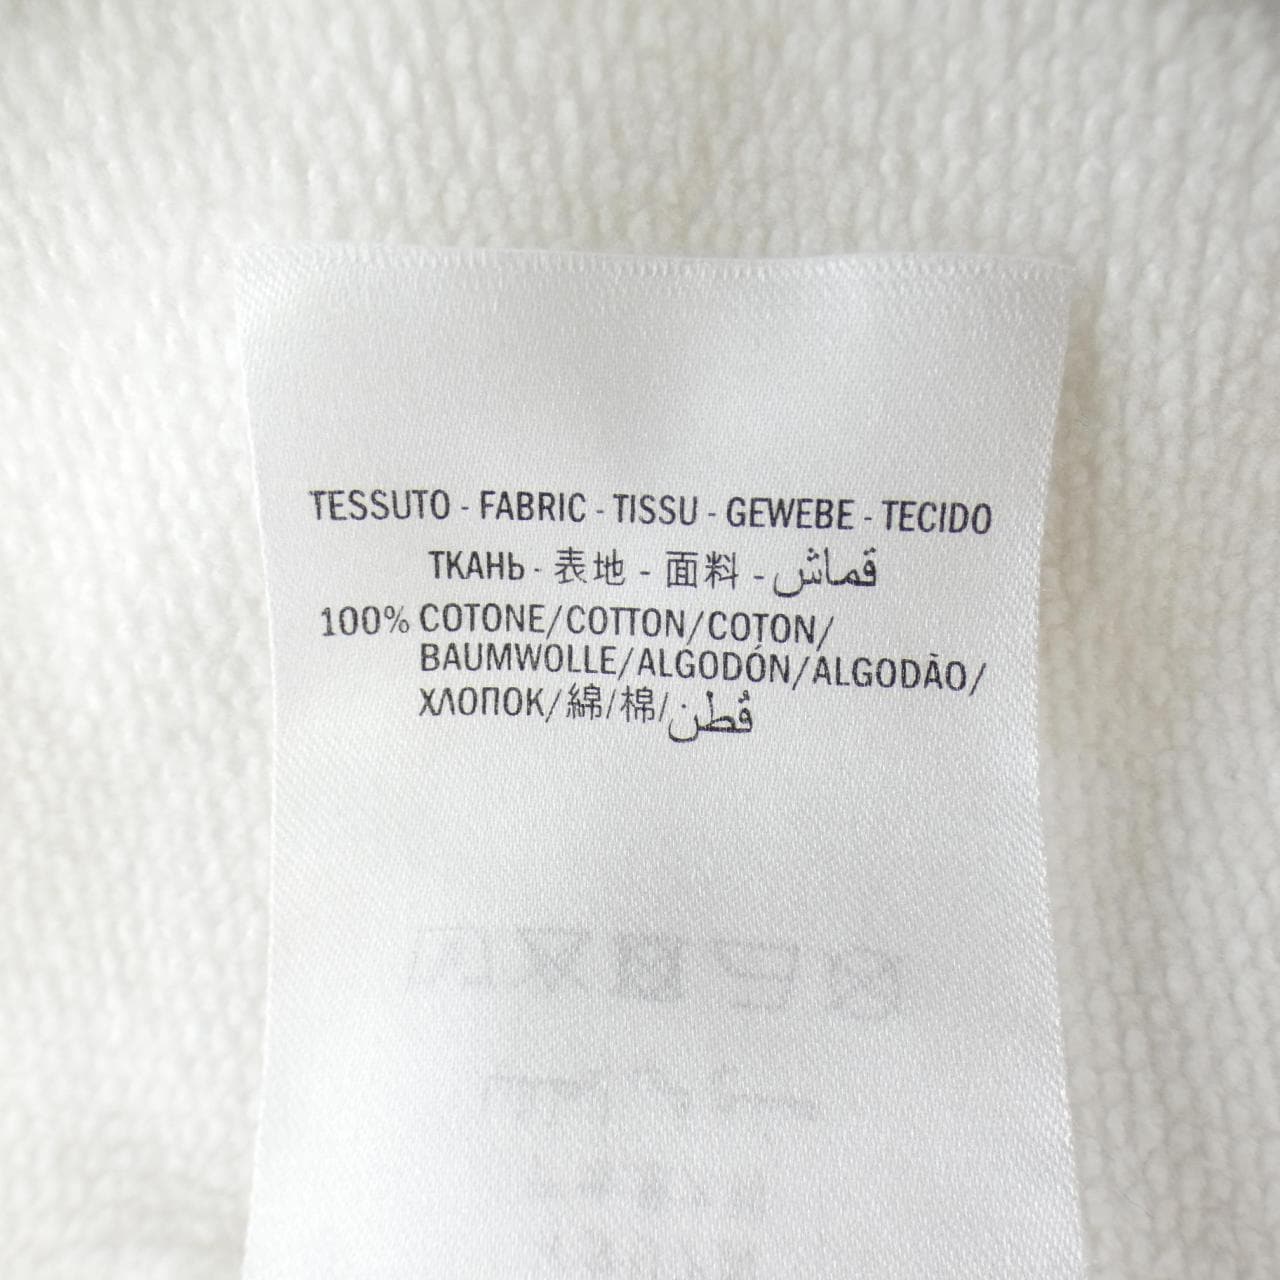 TESSUTO - FABRIC - TISSU - GEWEBE - TECIDO
ТКАНЬ - 表地 - 面料 - قماش
100% COTONE/COTTON/COTON/
BAUMWOLLE/ALGODÓN/ALGODÃO/
ХЛОПОК/綿/棉/قطن